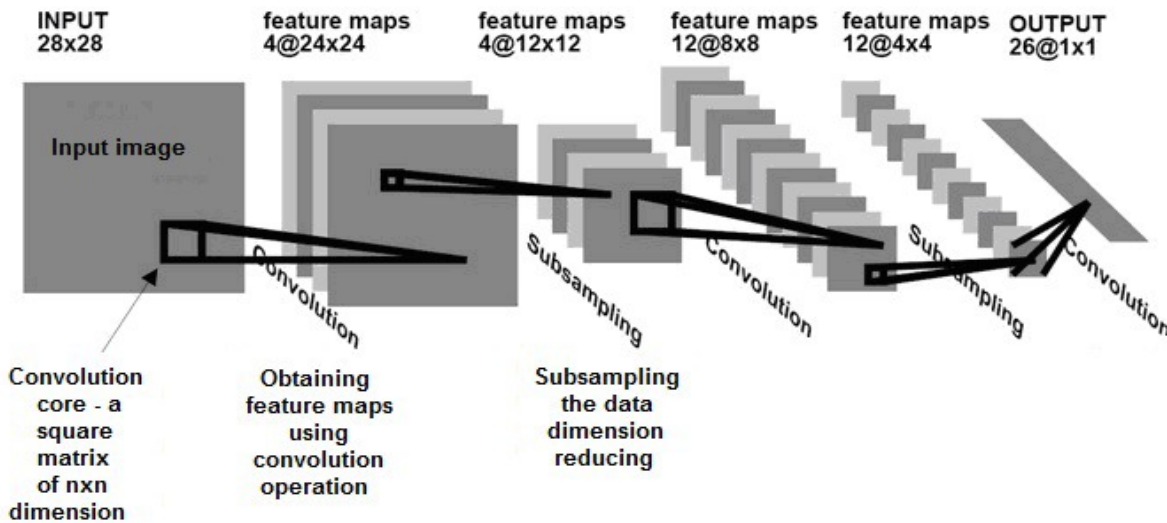 INPUT
28x28
feature maps
4@24x24
feature maps
4@12x12
feature maps
12@8x8
feature maps
12@4x4
OUTPUT
26@1x1
Input image
Convolution
Subsampling
Convolution
Subsampling
Convolution
Convolution
core - a
square
matrix
of nxn
dimension
Obtaining
feature maps
using
convolution
operation
Subsampling
the data
dimension
reducing